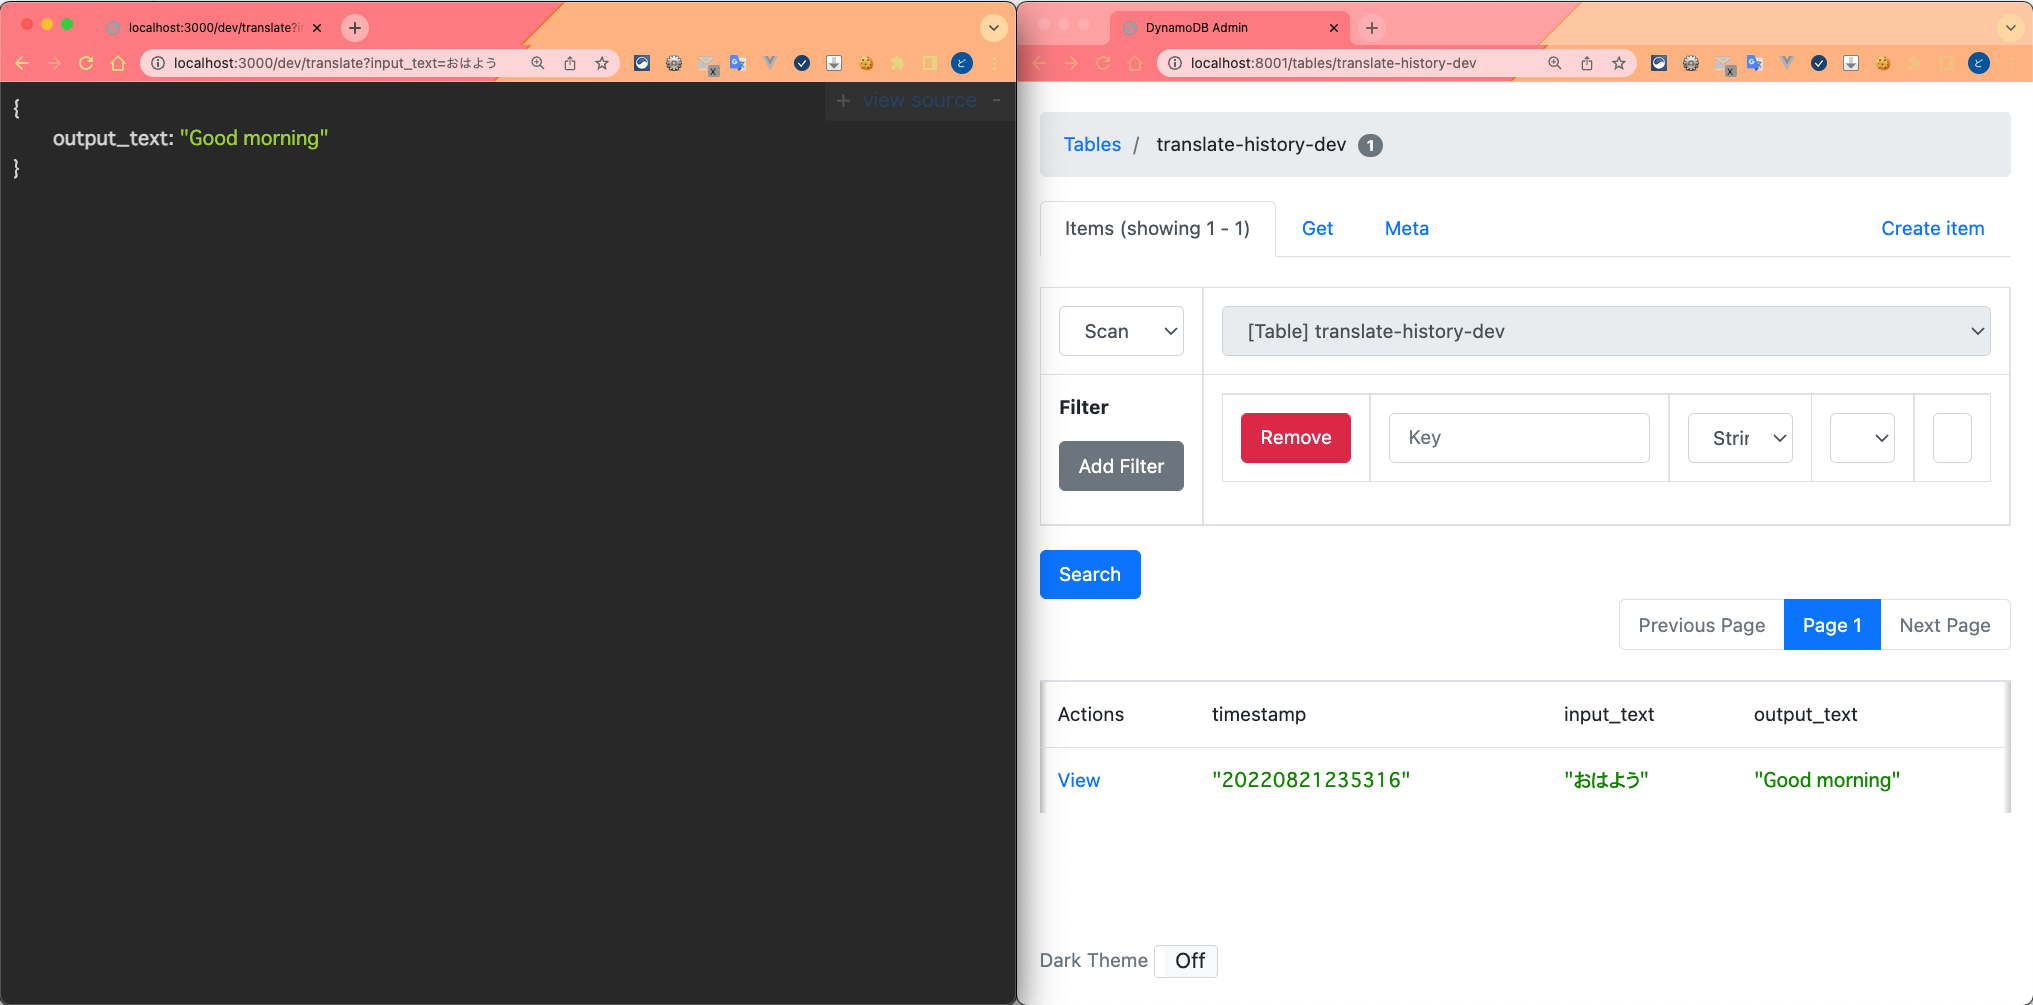 localhost:3000/dev/translate?i
localhost:3000/dev/translate?input_text=おはよう
{
+ view source -
output_text: "Good morning"
}
DynamoDB Admin
localhost:8001/tables/translate-history-dev
Tables / translate-history-dev 1
Items (showing 1 - 1) Get Meta Create item
Scan [Table] translate-history-dev
Filter
Remove Key Strin
Add Filter
Search
Previous Page Page 1 Next Page
Actions timestamp input_text output_text
View "20220821235316" "おはよう" "Good morning"
Dark Theme Off